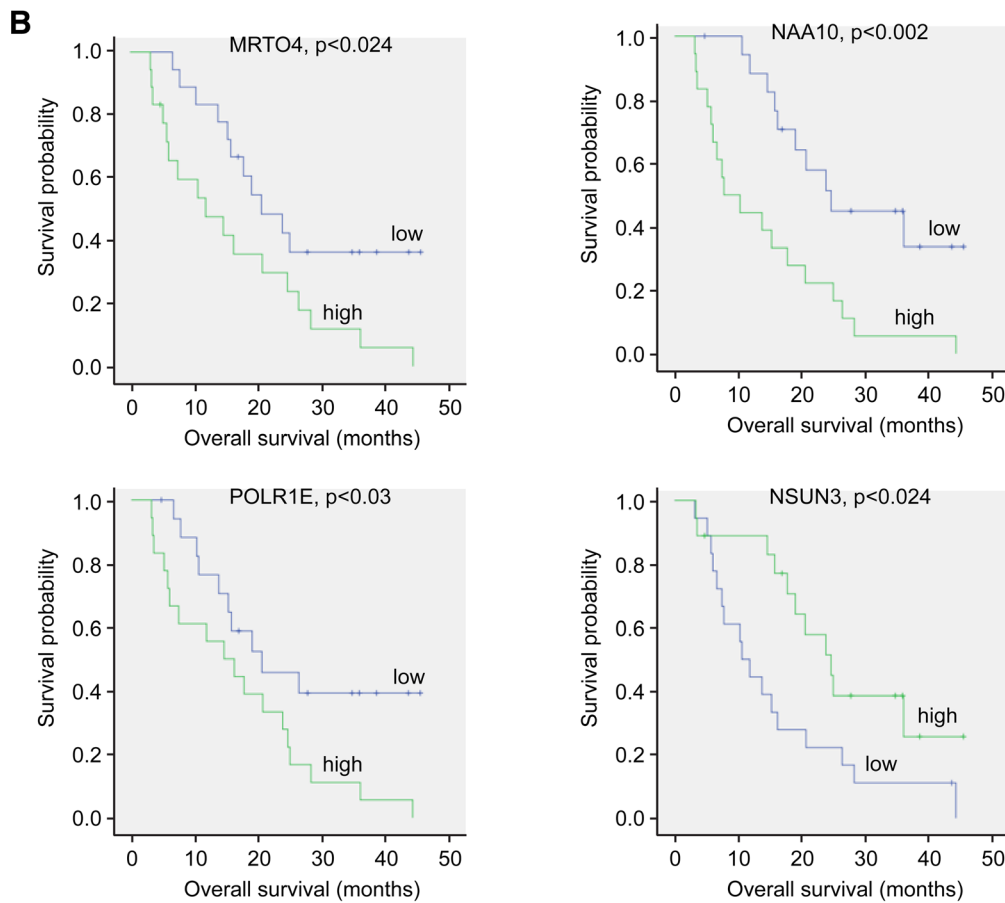 B
MRTO4, p<0.024
Survival probability
1.0
0.8
0.6
0.4
0.2
0.0
low
high
0 10 20 30 40 50
Overall survival (months)
NAA10, p<0.002
Survival probability
1.0
0.8
0.6
0.4
0.2
0.0
low
high
0 10 20 30 40 50
Overall survival (months)
POLR1E, p<0.03
Survival probability
1.0
0.8
0.6
0.4
0.2
0.0
low
high
0 10 20 30 40 50
Overall survival (months)
NSUN3, p<0.024
Survival probability
1.0
0.8
0.6
0.4
0.2
0.0
high
low
0 10 20 30 40 50
Overall survival (months)